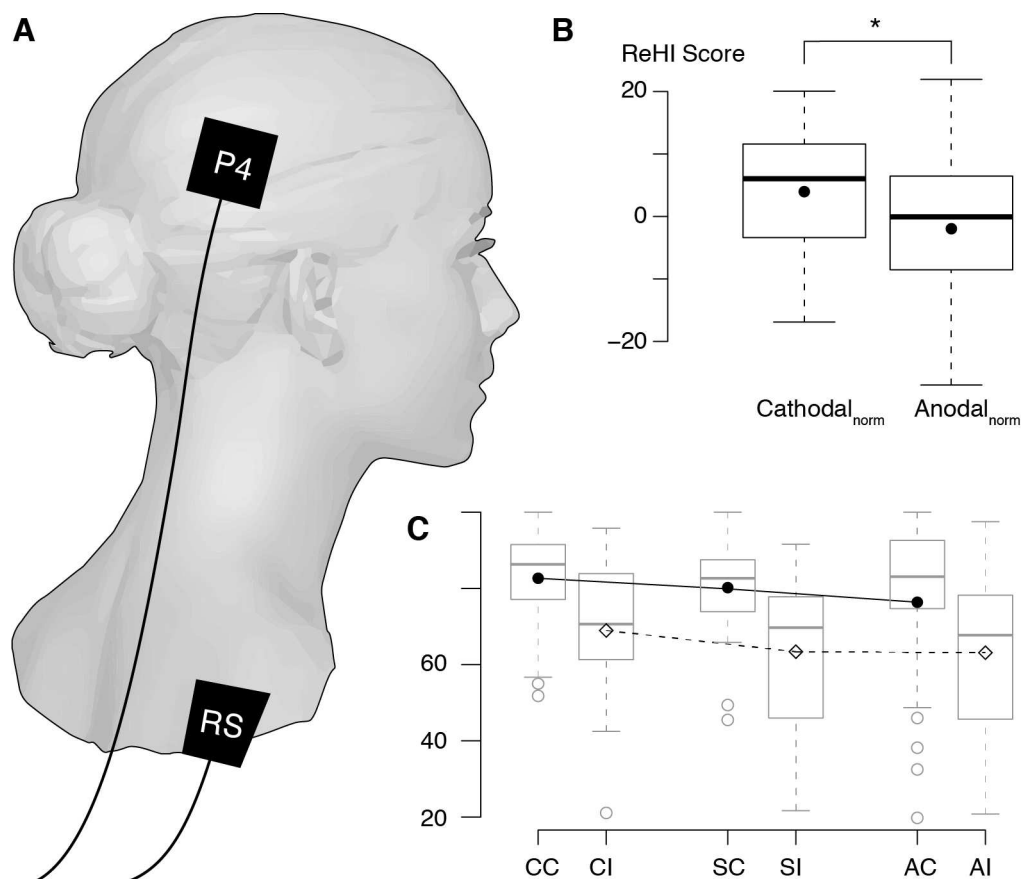 A
P4
RS
B
*
ReHI Score
20
0
−20
Cathodalnorm
Anodalnorm
C
60
40
20
CC CI SC SI AC AI